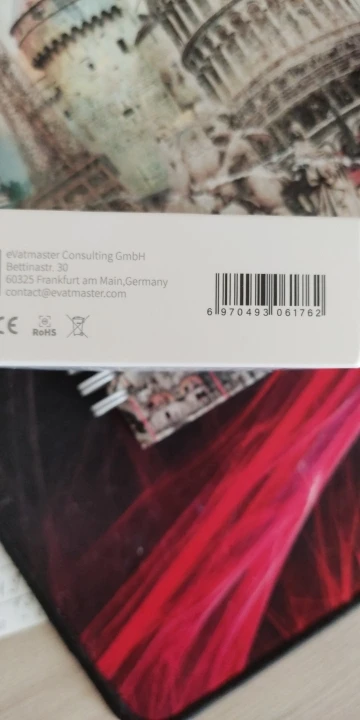 eVatmaster Consulting GmbH
Bettinastr. 30
60325 Frankfurt am Main,Germany
contact@evatmaster.com
CE
RoHS
6 970493 061762